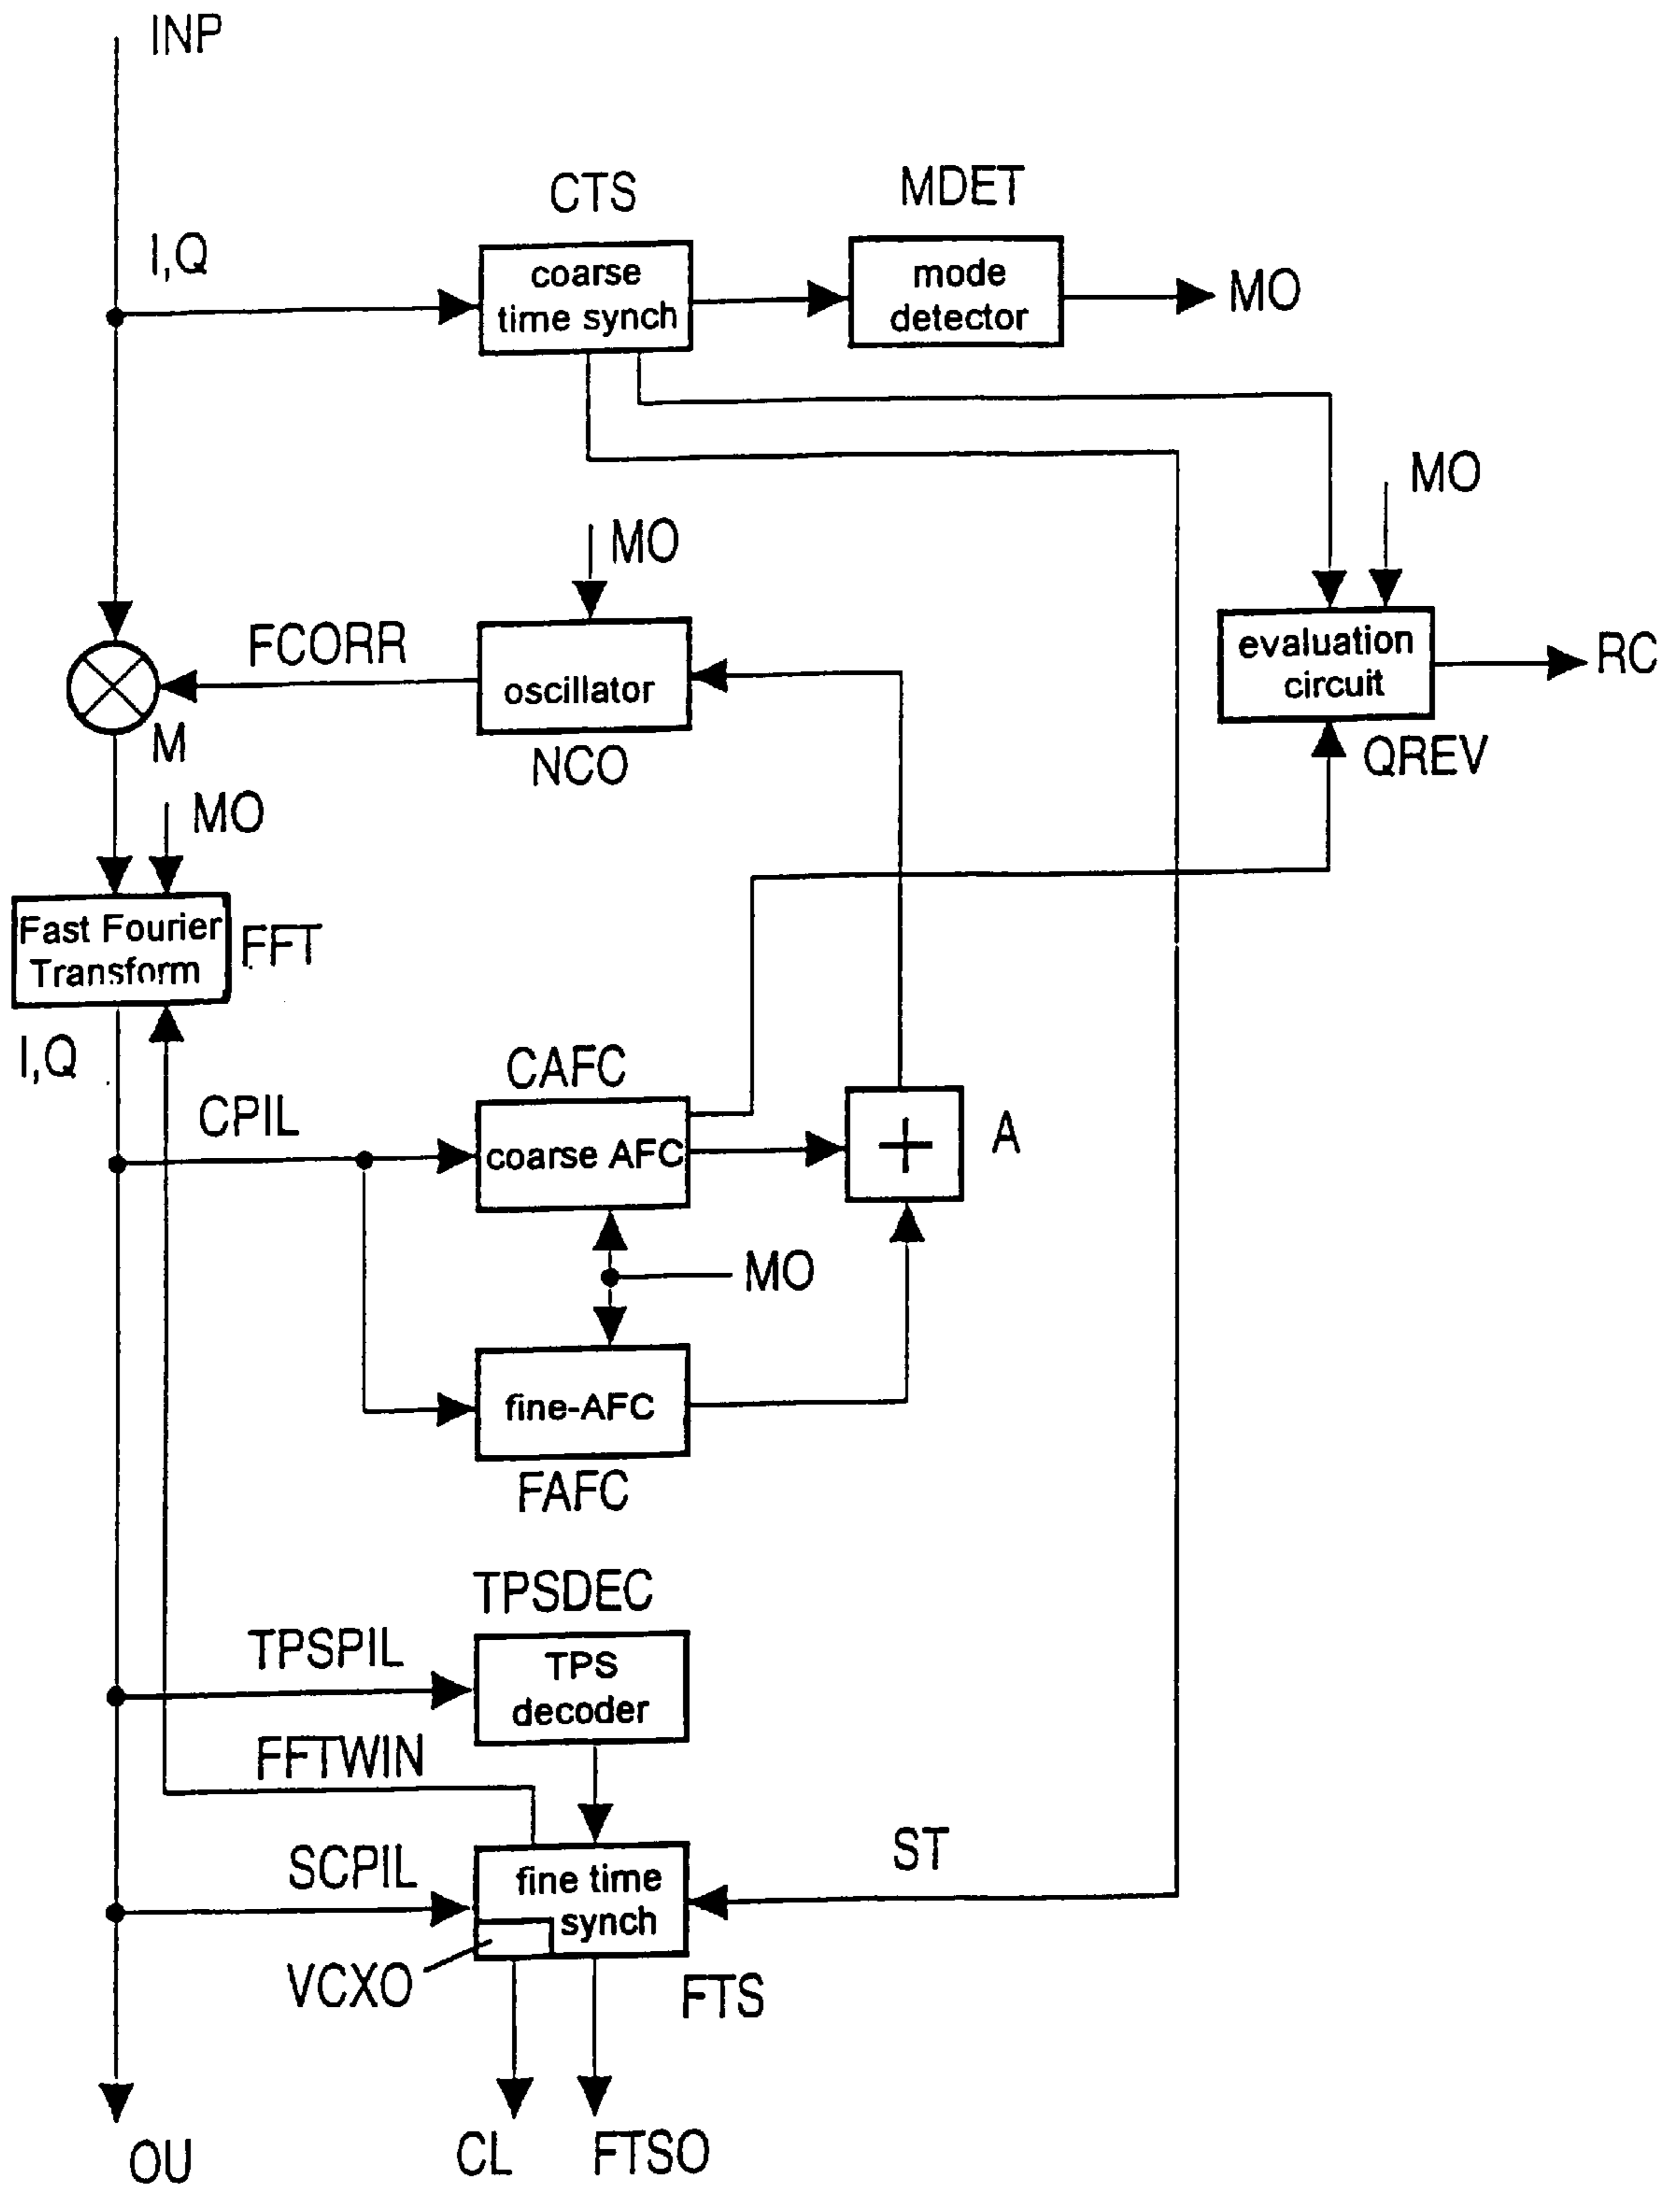 INP
CTS
MDET
I,Q
coarse
time synch
mode
detector
MO
MO
MO
FCORR
oscillator
evaluation
circuit
RC
M
NCO
QREV
MO
Fast Fourier
Transform
FFT
I,Q
CAFC
CPIL
coarse AFC
+
A
MO
fine-AFC
FAFC
TPSDEC
TPSPIL
TPS
decoder
FFTWIN
SCPIL
fine time
synch
ST
VCXO
FTS
CL
FTSO
OU